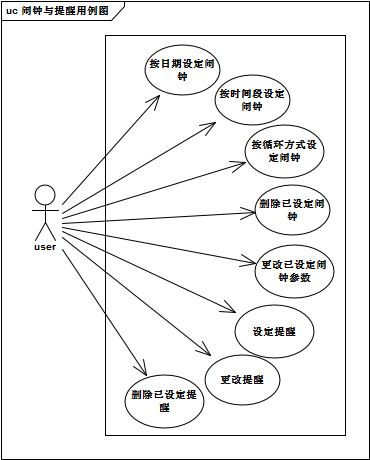 uc 闹钟与提醒用例图
按日期设定闹
钟
按时间段设定
闹钟
按循环方式设
定闹钟
删除已设定闹
钟
user
更改已设定闹
钟参数
设定提醒
更改提醒
删除已设定提
醒